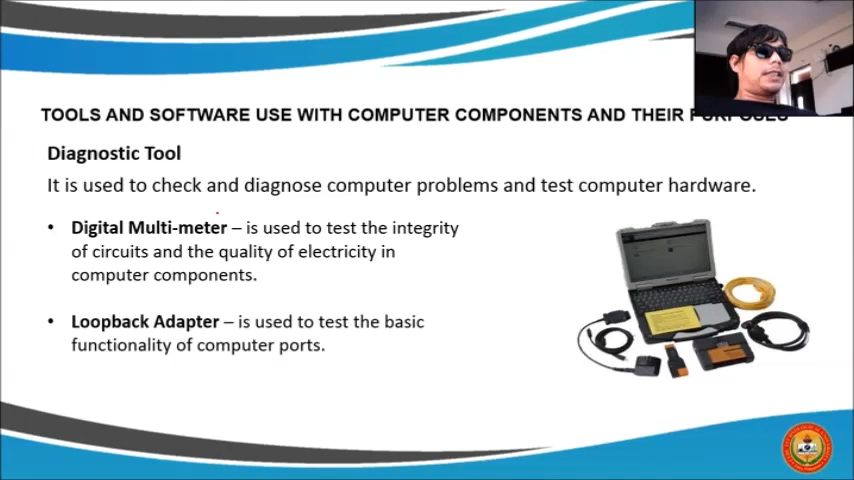 TOOLS AND SOFTWARE USE WITH COMPUTER COMPONENTS AND THEIR PURPOSES
Diagnostic Tool
It is used to check and diagnose computer problems and test computer hardware.
• Digital Multi-meter – is used to test the integrity
of circuits and the quality of electricity in
computer components.
• Loopback Adapter – is used to test the basic
functionality of computer ports.